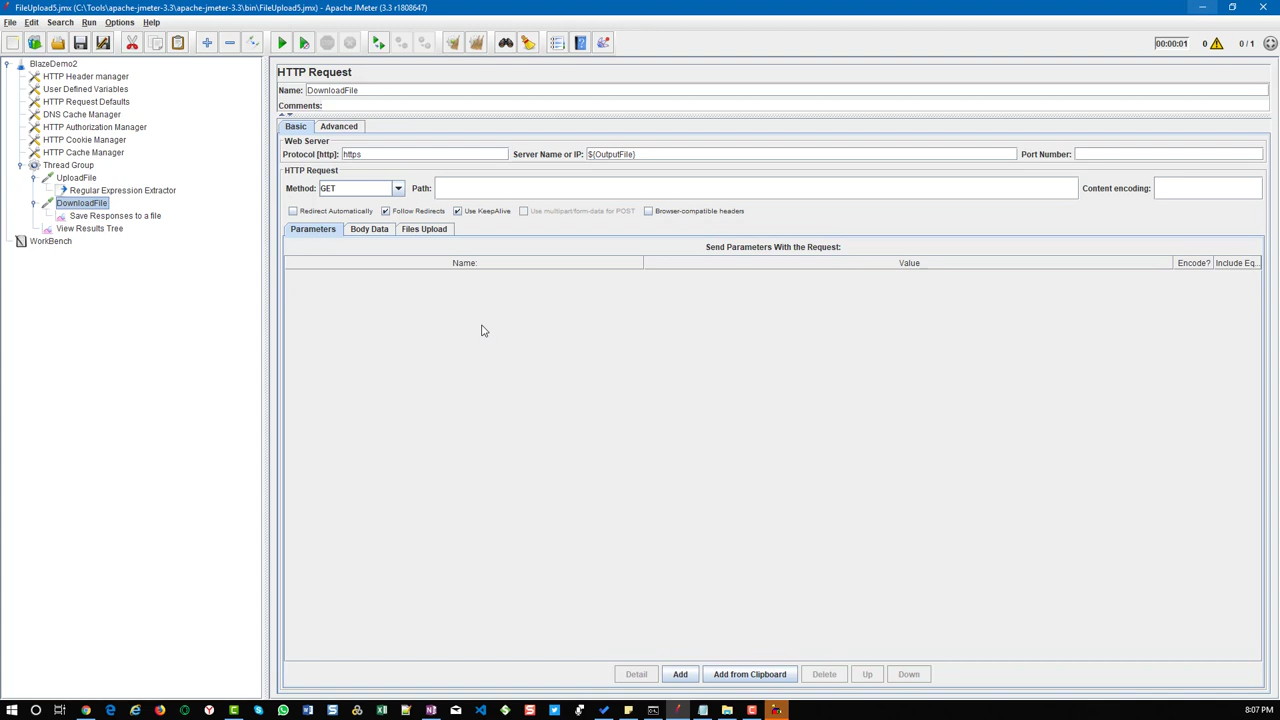 FileUpload5.jmx (C:\Tools\apache-jmeter-3.3\apache-jmeter-3.3\bin\FileUpload5.jmx) - Apache JMeter (3.3 r1808647)
File Edit Search Run Options Help
00:00:01 0 0 / 1
BlazeDemo2
HTTP Header manager
User Defined Variables
HTTP Request Defaults
DNS Cache Manager
HTTP Authorization Manager
HTTP Cookie Manager
HTTP Cache Manager
Thread Group
UploadFile
Regular Expression Extractor
DownloadFile
Save Responses to a file
View Results Tree
WorkBench
HTTP Request
Name: DownloadFile
Comments:
Basic Advanced
Web Server
Protocol [http]: https Server Name or IP: ${OutputFile} Port Number:
HTTP Request
Method: GET Path: Content encoding:
Redirect Automatically Follow Redirects Use KeepAlive Use multipart/form-data for POST Browser-compatible headers
Parameters Body Data Files Upload
Send Parameters With the Request:
Name: Value Encode? Include Eq...
Detail Add Add from Clipboard Delete Up Down
8:07 PM